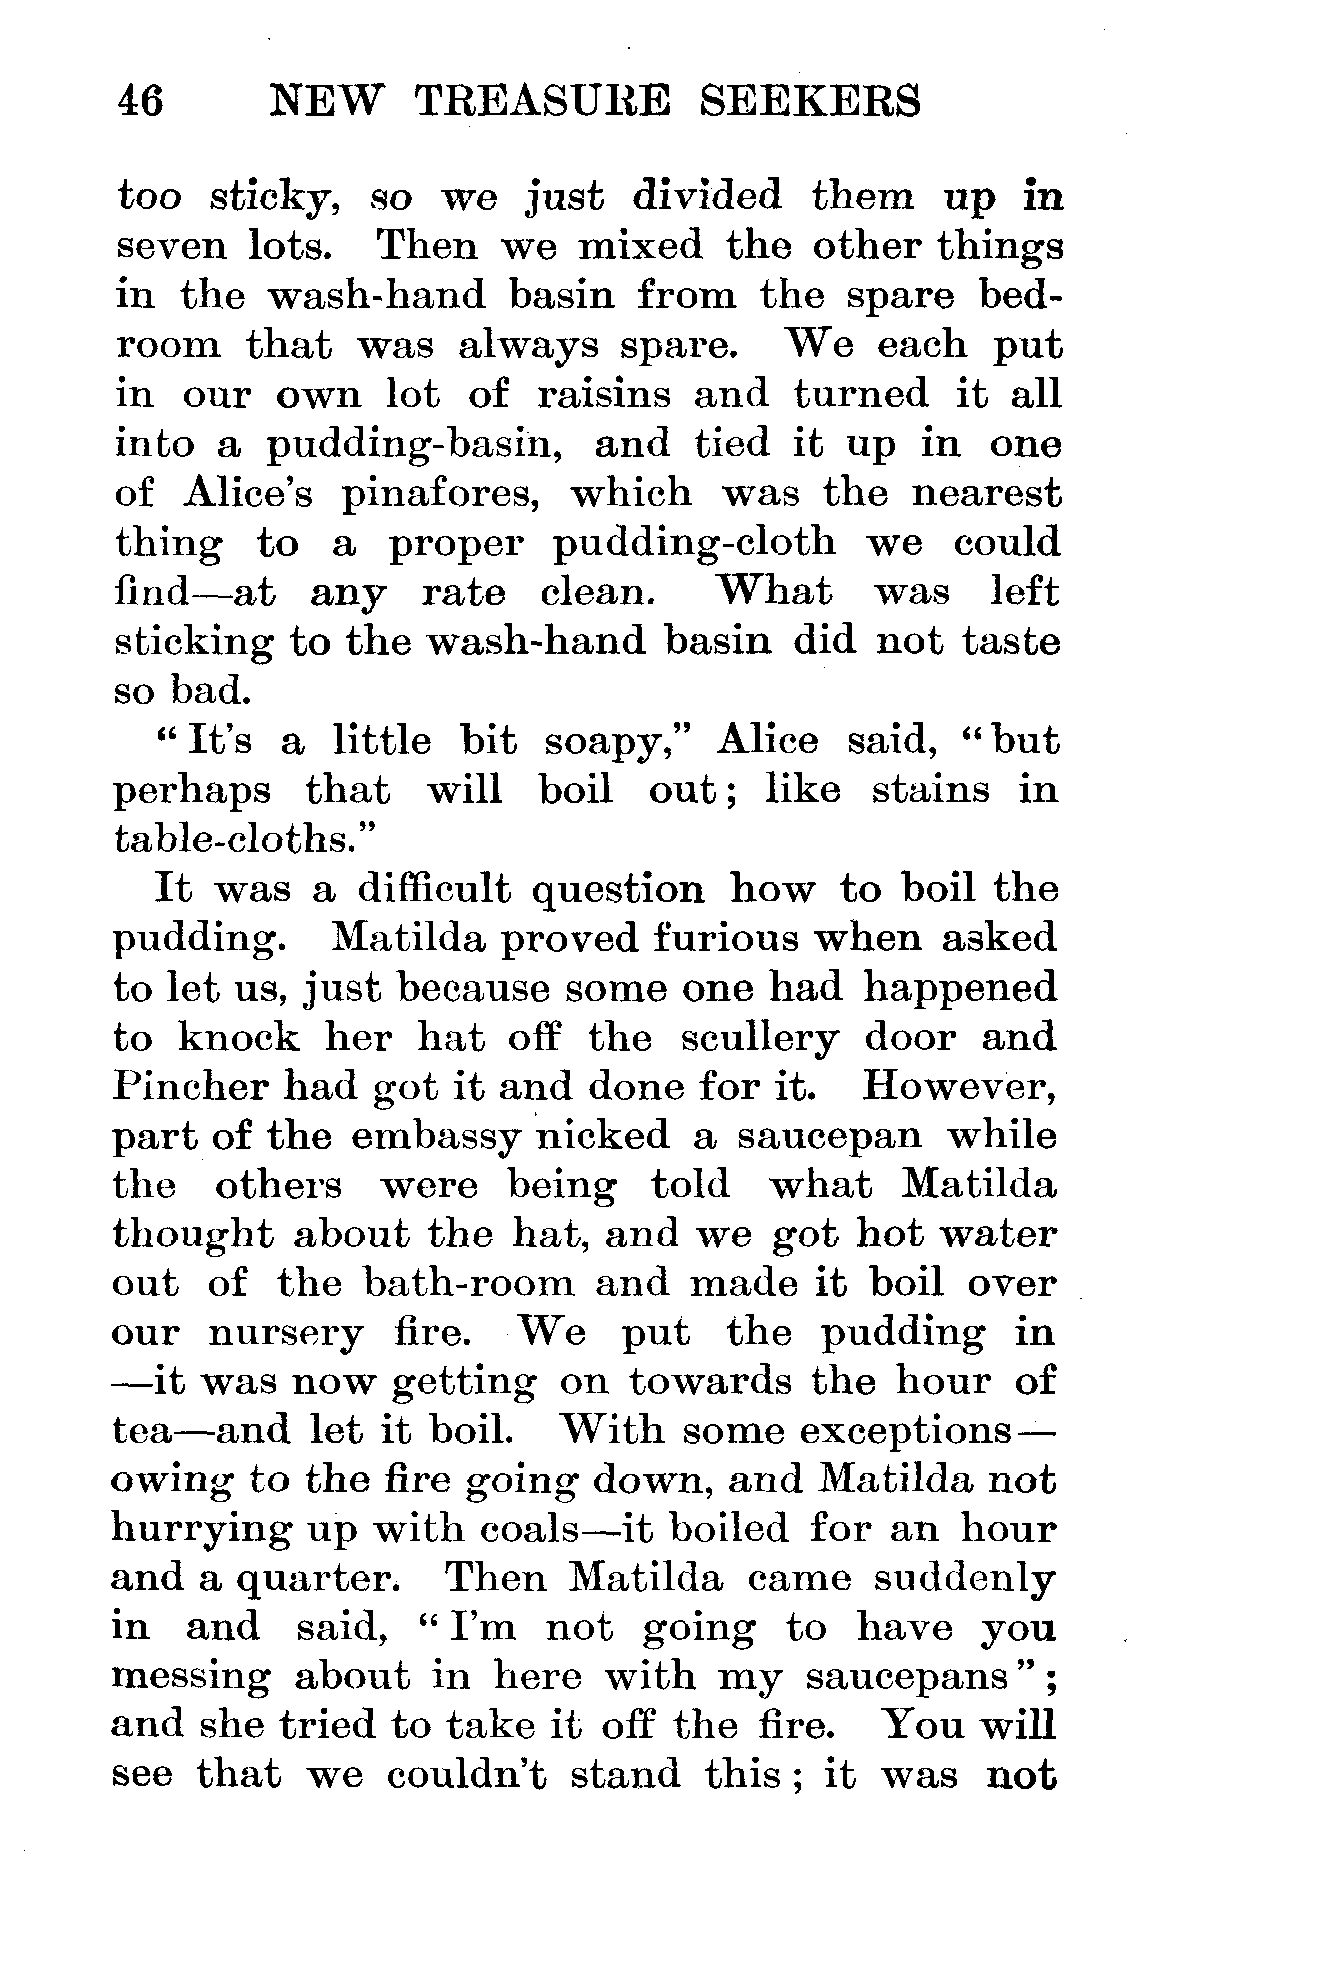 46 NEW TREASURE SEEKERS
too sticky, so we just divided them up in
seven lots. Then we mixed the other things
in the wash-hand basin from the spare bed-
room that was always spare. We each put
in our own lot of raisins and turned it all
into a pudding-basin, and tied it up in one
of Alice's pinafores, which was the nearest
thing to a proper pudding-cloth we could
find—at any rate clean. What was left
sticking to the wash-hand basin did not taste
so bad.
“ It's a little bit soapy,” Alice said, “ but
perhaps that will boil out ; like stains in
table-cloths.”
It was a difficult question how to boil the
pudding. Matilda proved furious when asked
to let us, just because some one had happened
to knock her hat off the scullery door and
Pincher had got it and done for it. However,
part of the embassy nicked a saucepan while
the others were being told what Matilda
thought about the hat, and we got hot water
out of the bath-room and made it boil over
our nursery fire. We put the pudding in
—it was now getting on towards the hour of
tea—and let it boil. With some exceptions—
owing to the fire going down, and Matilda not
hurrying up with coals—it boiled for an hour
and a quarter. Then Matilda came suddenly
in and said, “ I'm not going to have you
messing about in here with my saucepans ” ;
and she tried to take it off the fire. You will
see that we couldn't stand this ; it was not